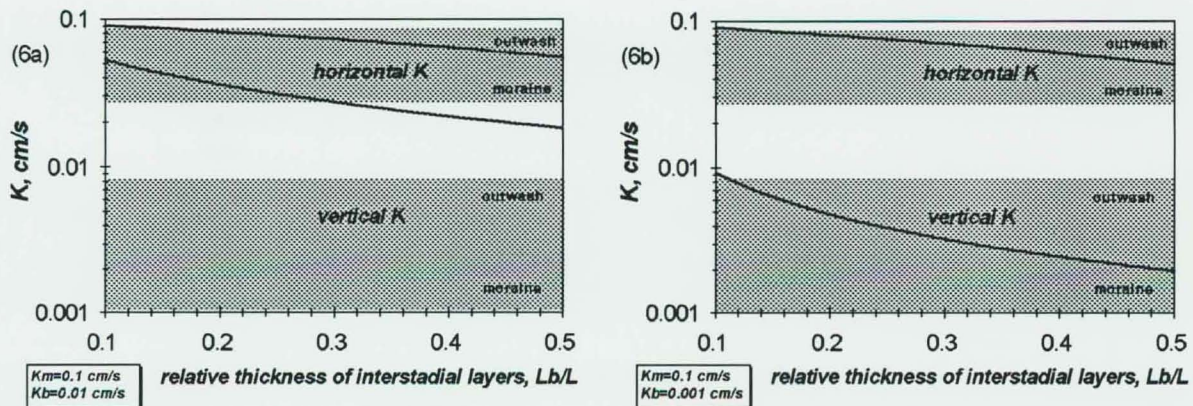 (6a)
K, cm/s
0.1
0.01
0.001
outwash
horizontal K
moraine
outwash
vertical K
moraine
0.1 0.2 0.3 0.4 0.5
Km=0.1 cm/s
Kb=0.01 cm/s
relative thickness of interstadial layers, Lb/L
(6b)
K, cm/s
0.1
0.01
0.001
outwash
horizontal K
moraine
outwash
vertical K
moraine
0.1 0.2 0.3 0.4 0.5
Km=0.1 cm/s
Kb=0.001 cm/s
relative thickness of interstadial layers, Lb/L